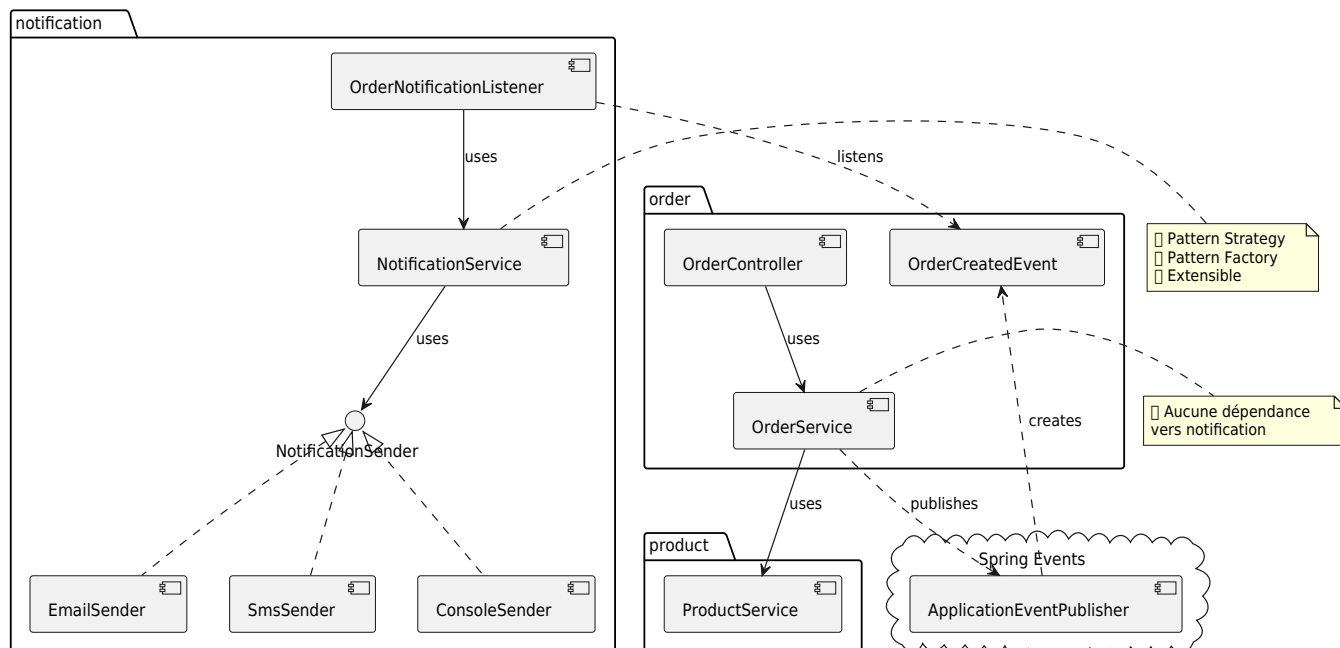 notification
OrderNotificationListener
uses
listens
order
NotificationService
OrderController
OrderCreatedEvent
Pattern Strategy
Pattern Factory
Extensible
uses
uses
NotificationSender
OrderService
creates
Aucune dépendance
vers notification
uses
publishes
product
Spring Events
EmailSender
SmsSender
ConsoleSender
ProductService
ApplicationEventPublisher